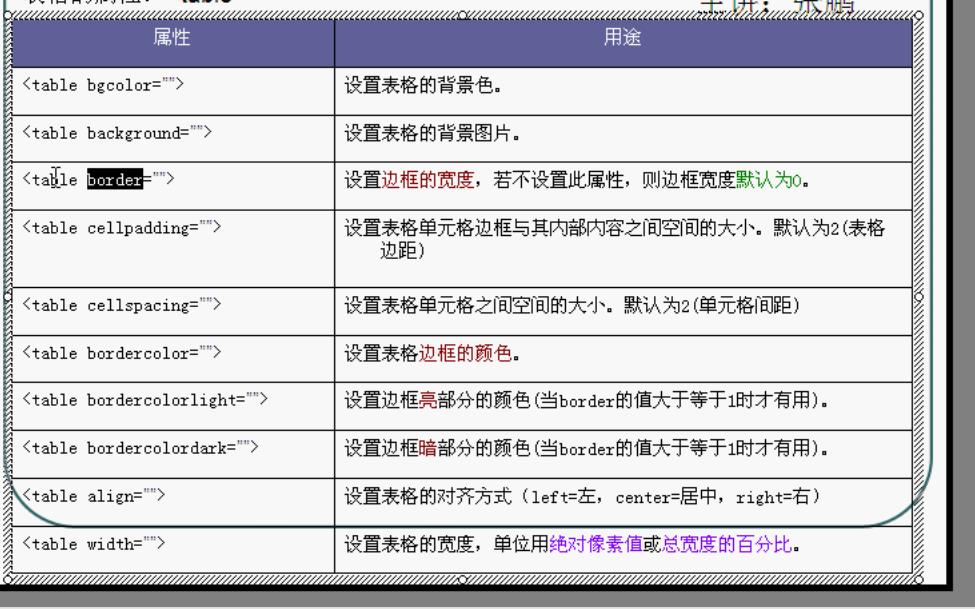 表格的属性: table
主讲: 张鹏
属性 用途
<table bgcolor=""> 设置表格的背景色。
<table background=""> 设置表格的背景图片。
<table border=""> 设置边框的宽度，若不设置此属性，则边框宽度默认为0。
<table cellpadding=""> 设置表格单元格边框与其内部内容之间空间的大小。默认为2(表格
边距)
<table cellspacing=""> 设置表格单元格之间空间的大小。默认为2(单元格间距)
<table bordercolor=""> 设置表格边框的颜色。
<table bordercolorlight=""> 设置边框亮部分的颜色(当border的值大于等于1时才有用)。
<table bordercolordark=""> 设置边框暗部分的颜色(当border的值大于等于1时才有用)。
<table align=""> 设置表格的对齐方式（left=左，center=居中，right=右）
<table width=""> 设置表格的宽度，单位用绝对像素值或总宽度的百分比。